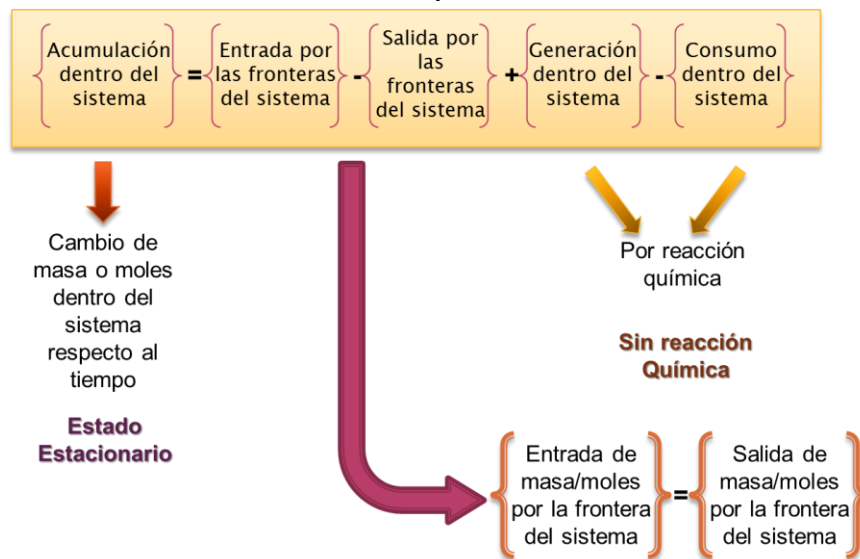 Acumulación
dentro del
sistema
=
Entrada por
las fronteras
del sistema
-
Salida por
las
fronteras
del sistema
+
Generación
dentro del
sistema
-
Consumo
dentro del
sistema
Cambio de
masa o moles
dentro del
sistema
respecto al
tiempo
Estado
Estacionario
Por reacción
química
Sin reacción
Química
Entrada de
masa/moles
por la frontera
del sistema
=
Salida de
masa/moles
por la frontera
del sistema